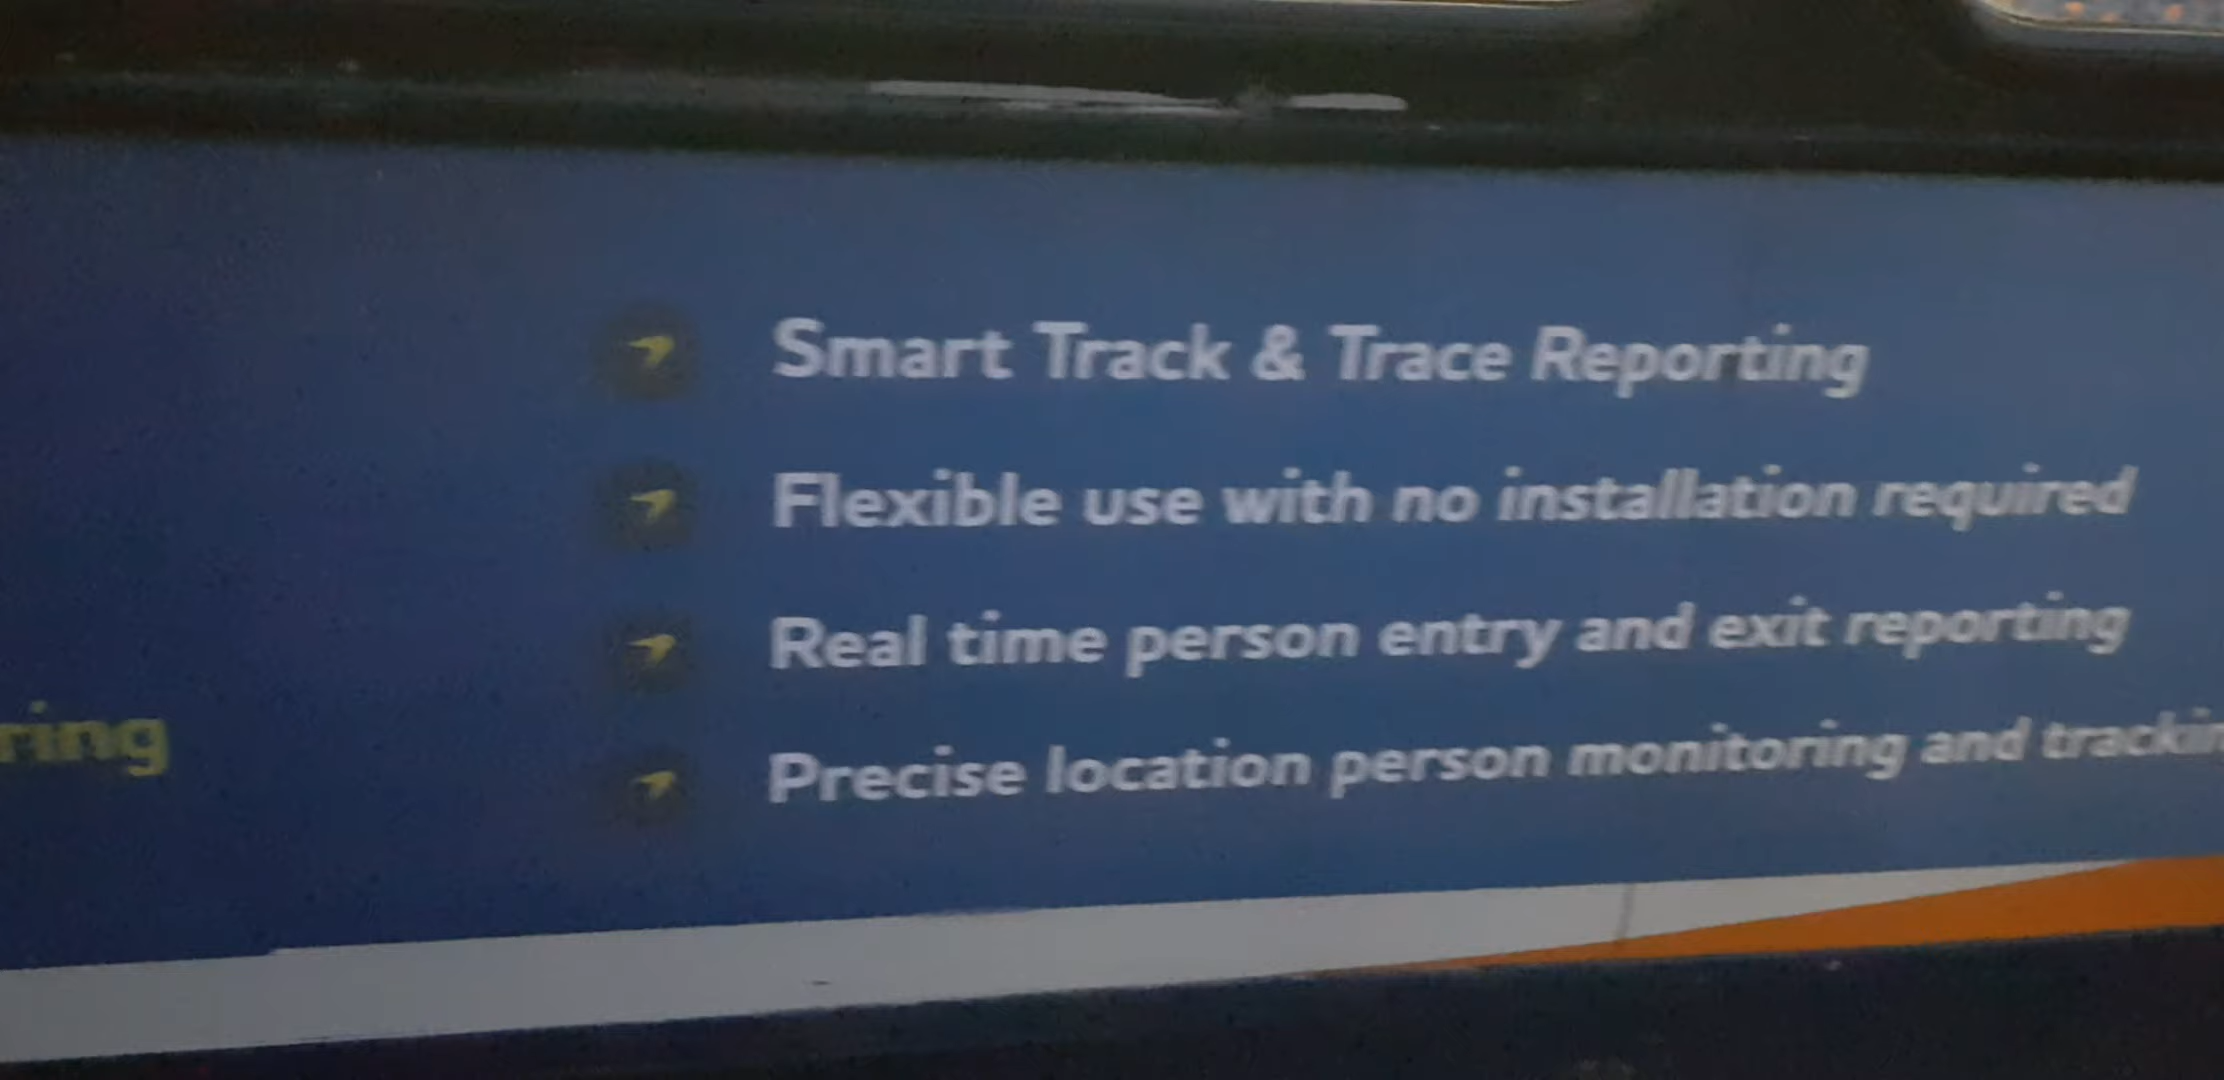 Smart Track & Trace Reporting
Flexible use with no installation required
Real time person entry and exit reporting
ring
Precise location person monitoring and trackin